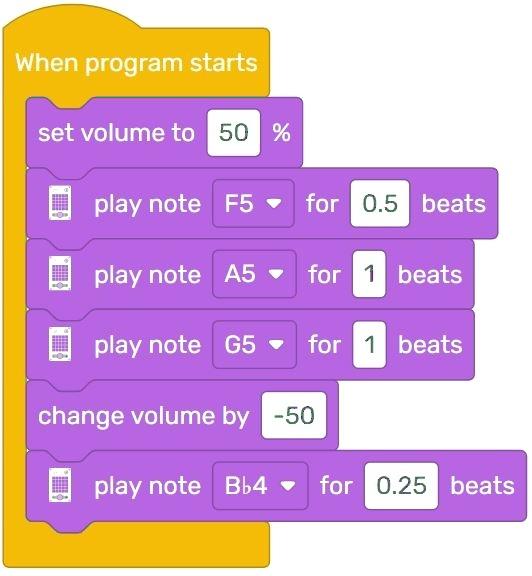 When program starts
set volume to 50 %
play note F5 for 0.5 beats
play note A5 for 1 beats
play note G5 for 1 beats
change volume by -50
play note B♭4 for 0.25 beats